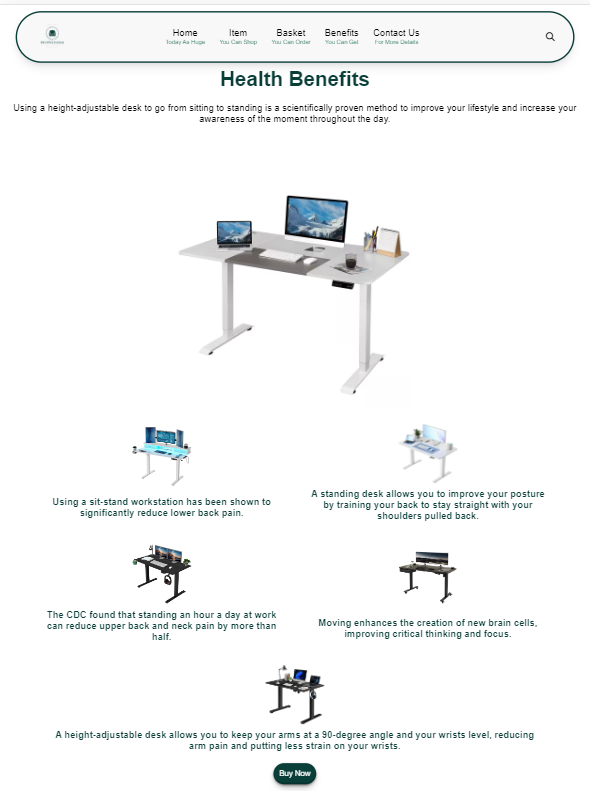 Home
Today As Huge
Item
You Can Shop
Basket
You Can Order
Benefits
You Can Get
Contact Us
For More Details
Health Benefits
Using a height-adjustable desk to go from sitting to standing is a scientifically proven method to improve your lifestyle and increase your
awareness of the moment throughout the day.
Using a sit-stand workstation has been shown to
significantly reduce lower back pain.
A standing desk allows you to improve your posture
by training your back to stay straight with your
shoulders pulled back.
The CDC found that standing an hour a day at work
can reduce upper back and neck pain by more than
half.
Moving enhances the creation of new brain cells,
improving critical thinking and focus.
A height-adjustable desk allows you to keep your arms at a 90-degree angle and your wrists level, reducing
arm pain and putting less strain on your wrists.
Buy Now